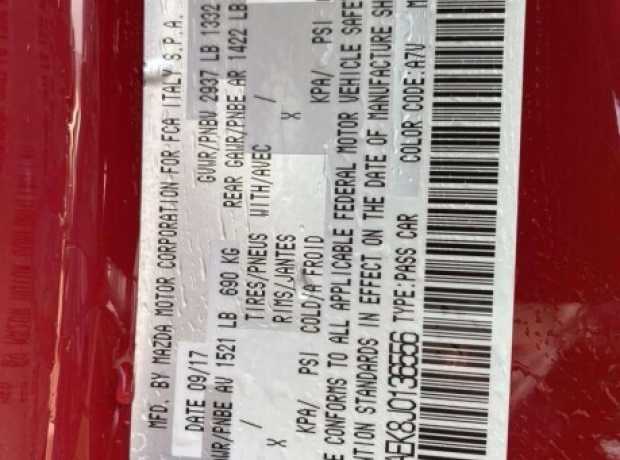 MFD. BY MAZDA MOTOR CORPORATION FOR FCA ITALY S.P.A.
DATE 09/17 GVWR/PNBV 2937 LB 1332
WR/PNBE AV 1521 LB 690 KG REAR GAWR/PNBE AR 1422 LB
/ TIRES/PNEUS WITH/AVEC /
X RIMS/JANTES X
KPA/ PSI COLD/A FROID KPA/ PSI
E CONFORMS TO ALL APPLICABLE FEDERAL MOTOR VEHICLE SAFE
NTION STANDARDS IN EFFECT ON THE DATE OF MANUFACTURE SH
AEK8J0136556 TYPE:PASS CAR COLOR CODE:A7V